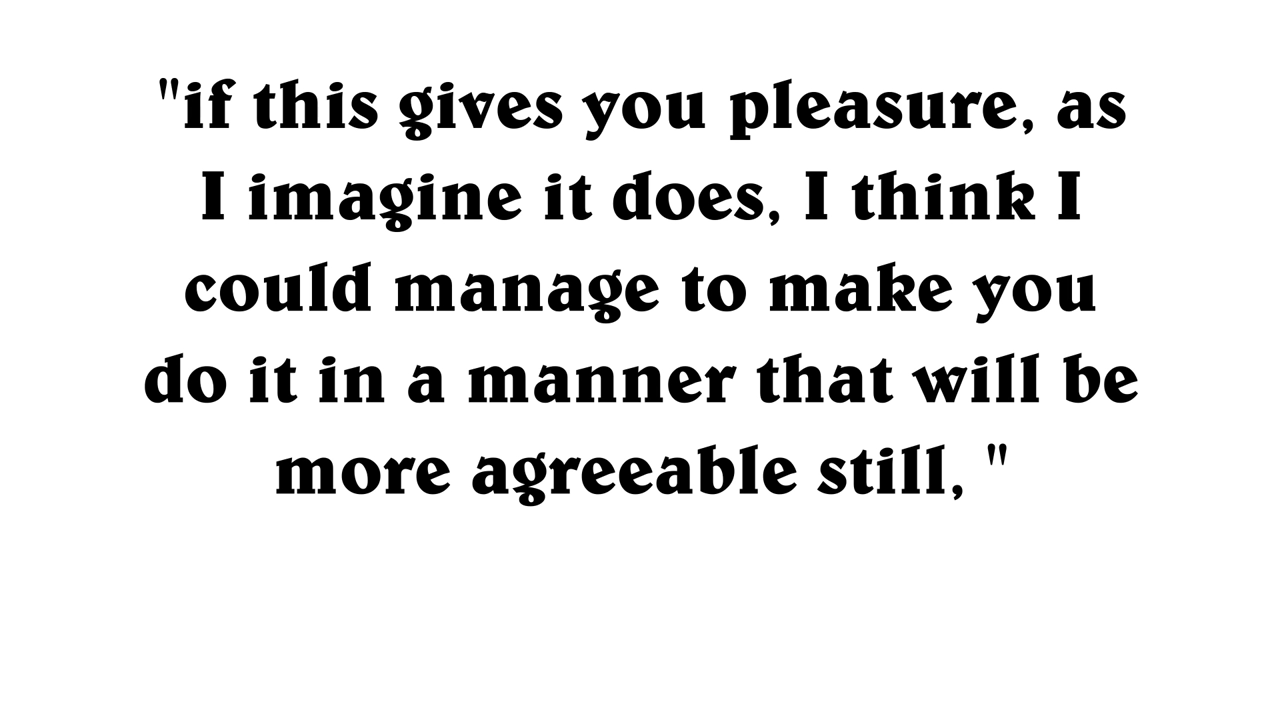 "if this gives you pleasure, as
I imagine it does, I think I
could manage to make you
do it in a manner that will be
more agreeable still, "